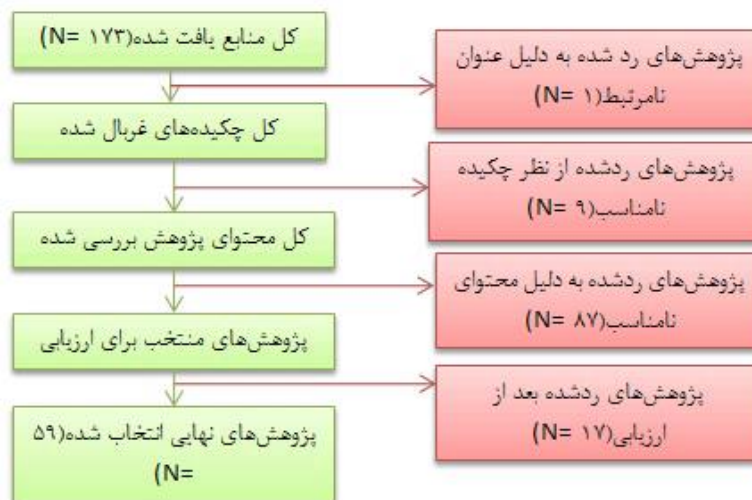 کل منابع یافت شده(N= ۱۷۳)
پژوهش‌های رد شده به دلیل عنوان
نامرتبط(N= ۱)
کل چکیده‌های غربال شده
پژوهش‌های ردشده از نظر چکیده
نامناسب(N= ۹)
کل محتوای پژوهش بررسی شده
پژوهش‌های ردشده به دلیل محتوای
نامناسب(N= ۸۷)
پژوهش‌های منتخب برای ارزیابی
پژوهش‌های ردشده بعد از
ارزیابی(N= ۱۷)
پژوهش‌های نهایی انتخاب شده(۵۹
N=)